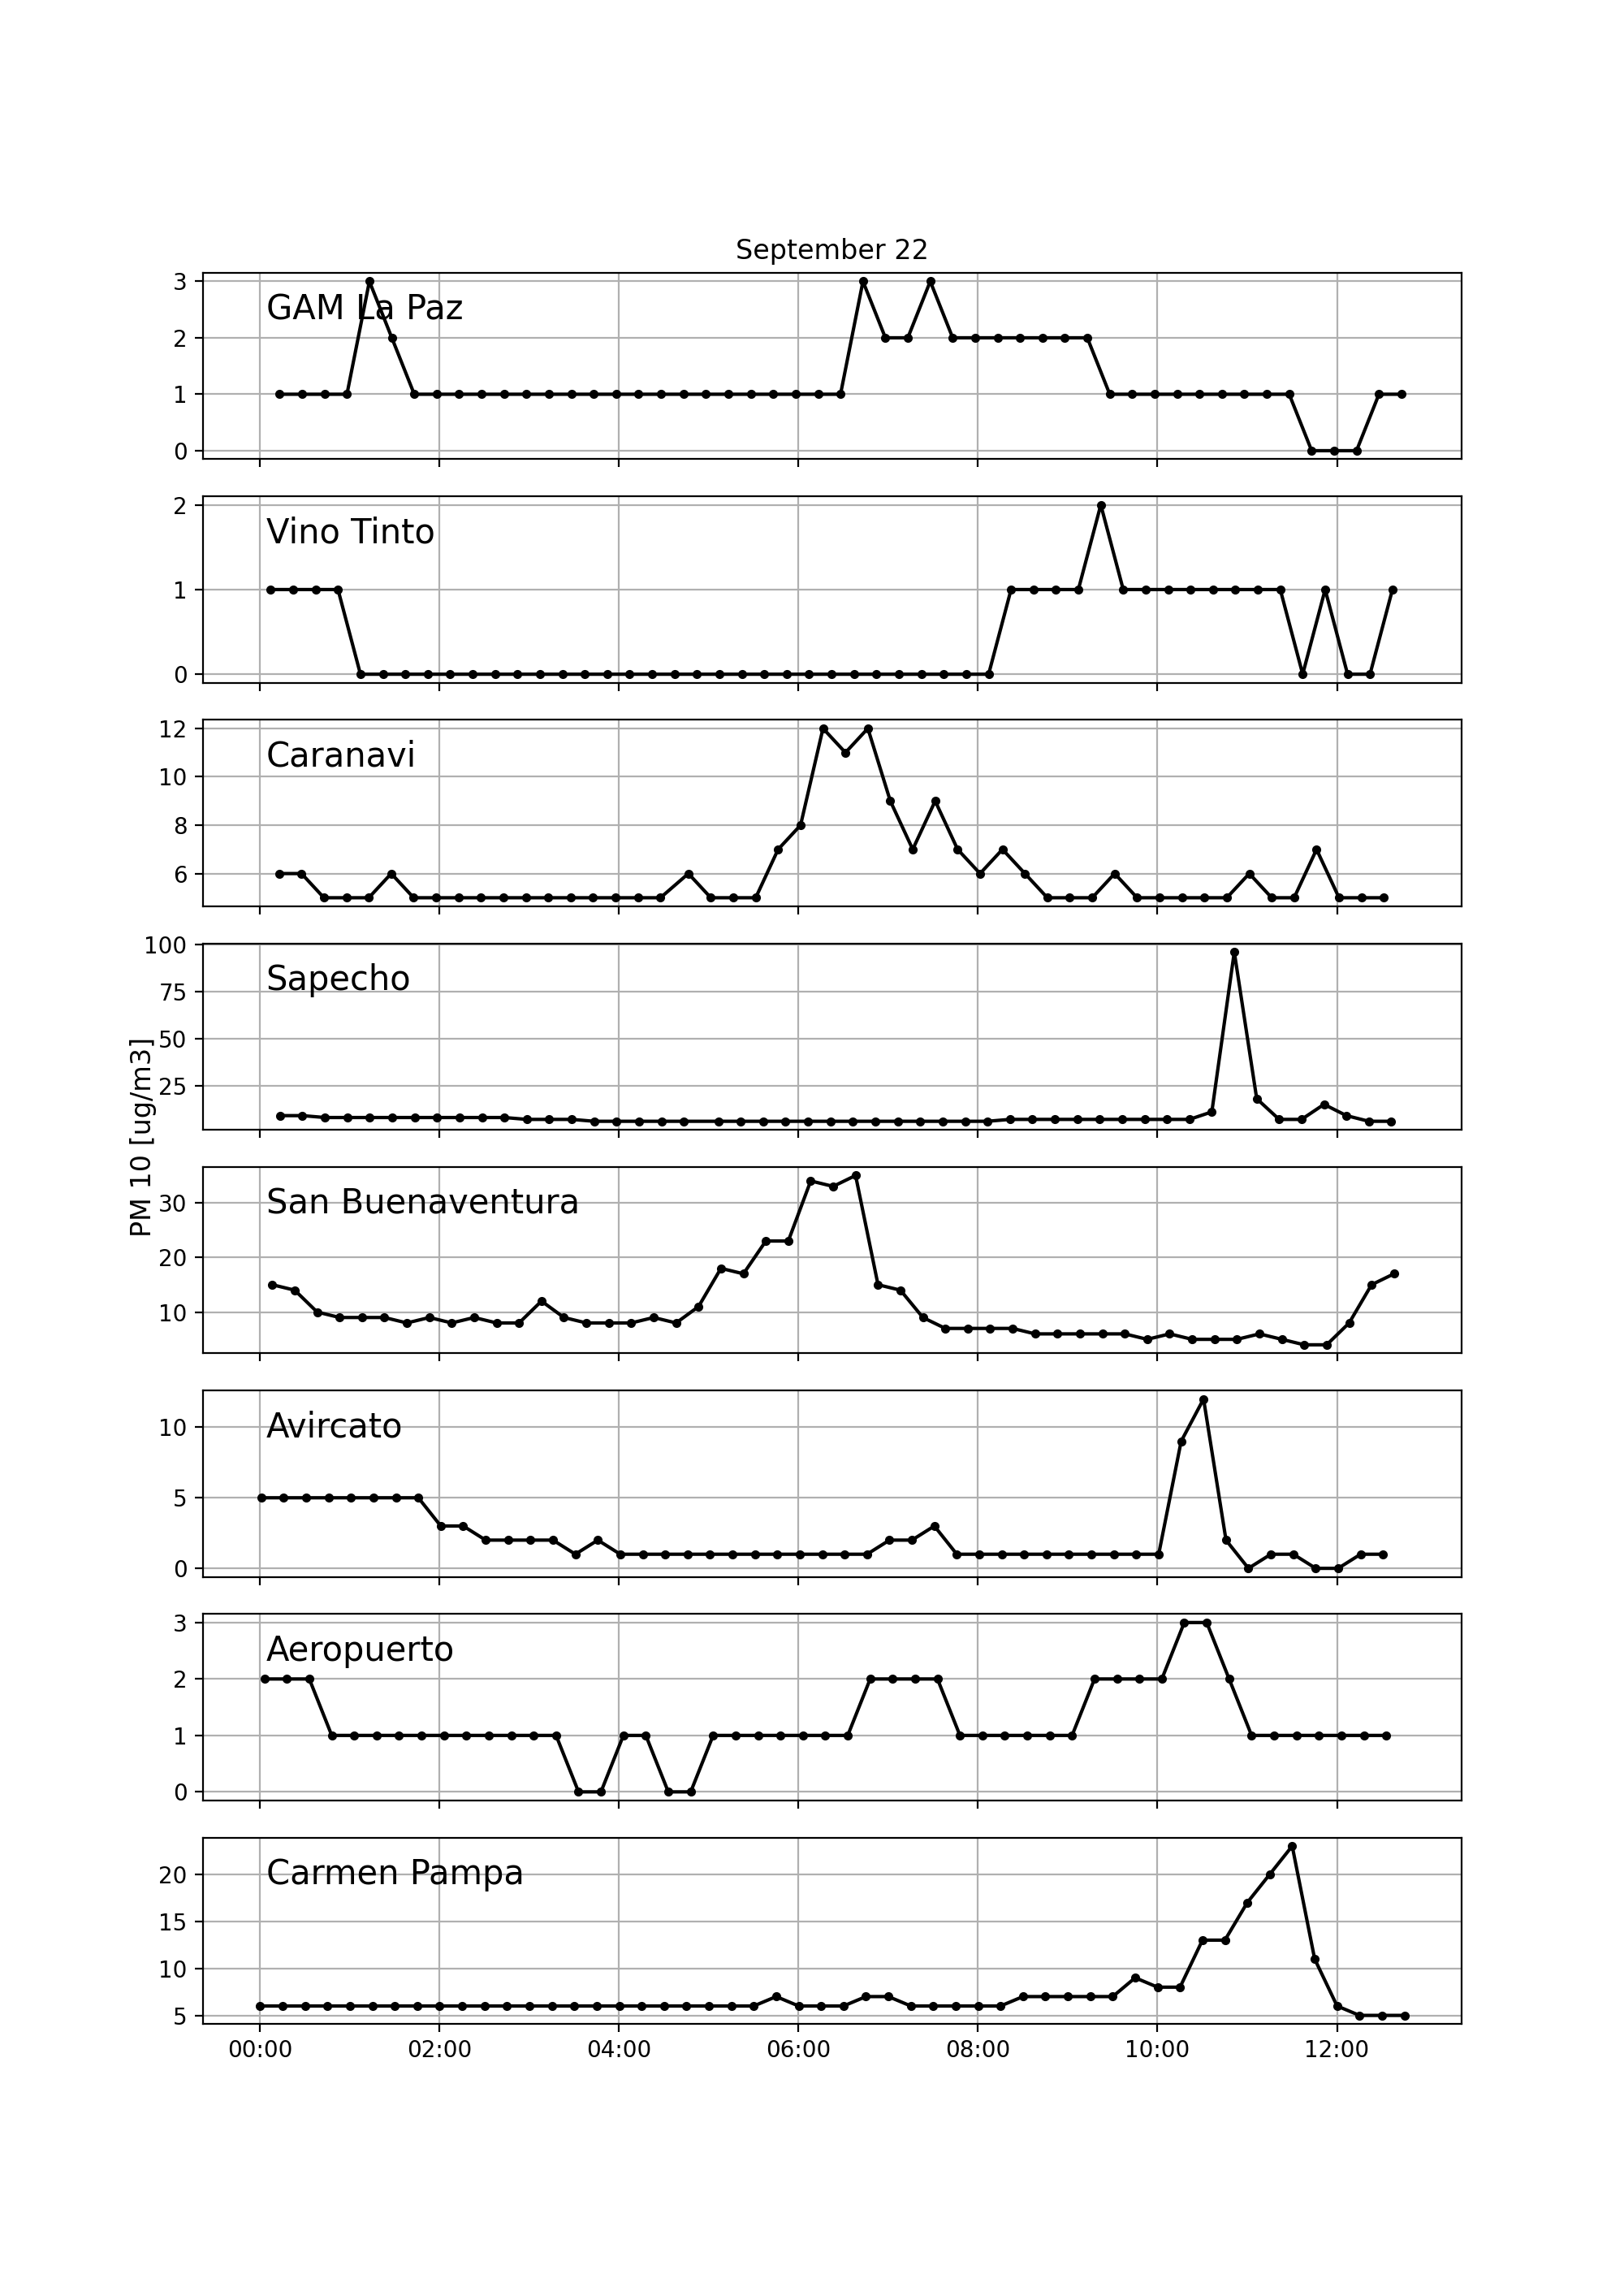 September 22
3
GAM La Paz
2
1
0
2
Vino Tinto
1
0
12
Caranavi
10
8
6
100
Sapecho
75
50
25
PM 10 [ug/m3]
San Buenaventura
30
20
10
Avircato
10
5
0
3
Aeropuerto
2
1
0
Carmen Pampa
20
15
10
5
00:00 02:00 04:00 06:00 08:00 10:00 12:00